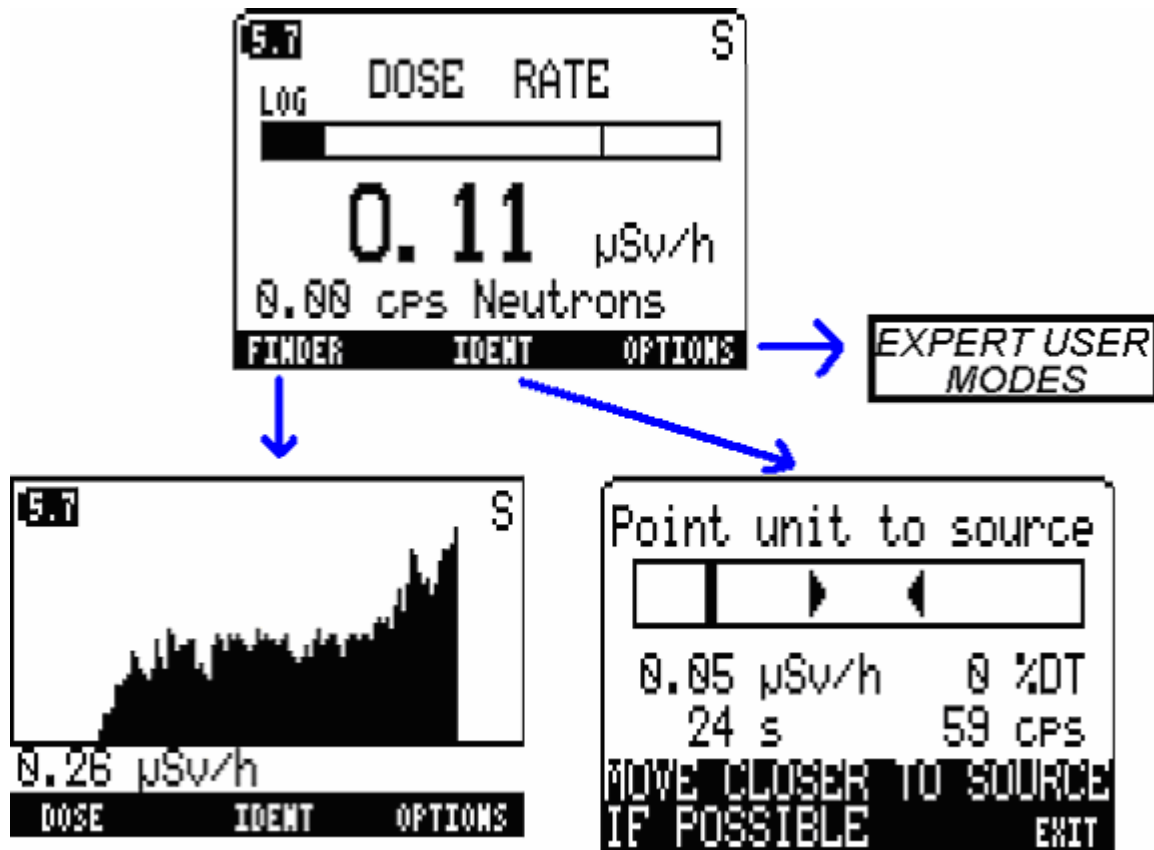 5.7 S
DOSE RATE
LOG
0.11 µSv/h
0.00 cps Neutrons
FINDER IDENT OPTIONS
EXPERT USER
MODES
5.7 S
0.26 µSv/h
DOSE IDENT OPTIONS
Point unit to source
0.05 µSv/h 0 %DT
24 s 59 cps
MOVE CLOSER TO SOURCE
IF POSSIBLE EXIT